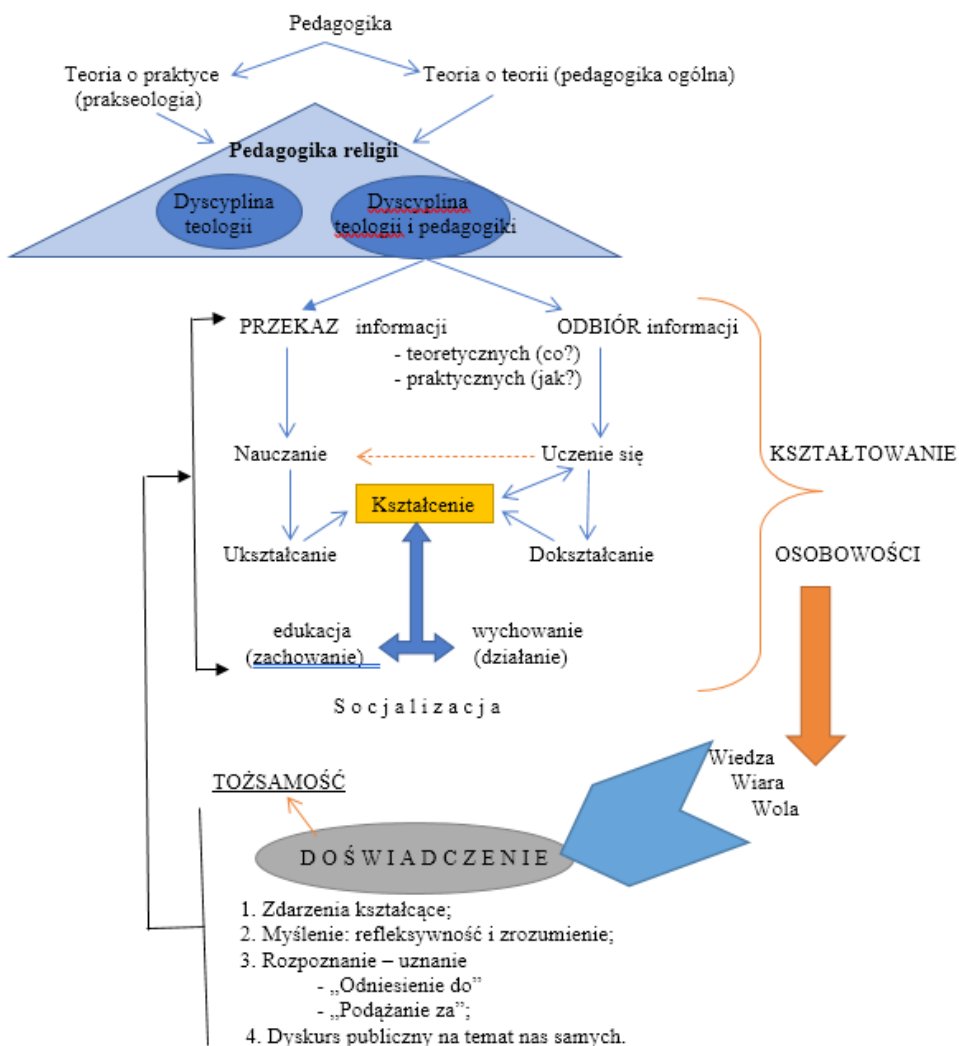 Pedagogika
Teoria o praktyce
(prakseologia)
Teoria o teorii (pedagogika ogólna)
Pedagogika religii
Dyscyplina
teologii
Dyscyplina
teologii i pedagogiki
PRZEKAZ informacji
ODBIÓR informacji
- teoretycznych (co?)
- praktycznych (jak?)
Nauczanie
Uczenie się
KSZTAŁTOWANIE
Kształcenie
Ukształcanie
Dokształcanie
OSOBOWOŚCI
edukacja
(zachowanie)
wychowanie
(działanie)
S o c j a l i z a c j a
Wiedza
Wiara
Wola
TOŻSAMOŚĆ
D O Ś W I A D C Z E N I E
1. Zdarzenia kształcące;
2. Myślenie: refleksywność i zrozumienie;
3. Rozpoznanie – uznanie
- „Odniesienie do”
- „Podążanie za”;
4. Dyskurs publiczny na temat nas samych.